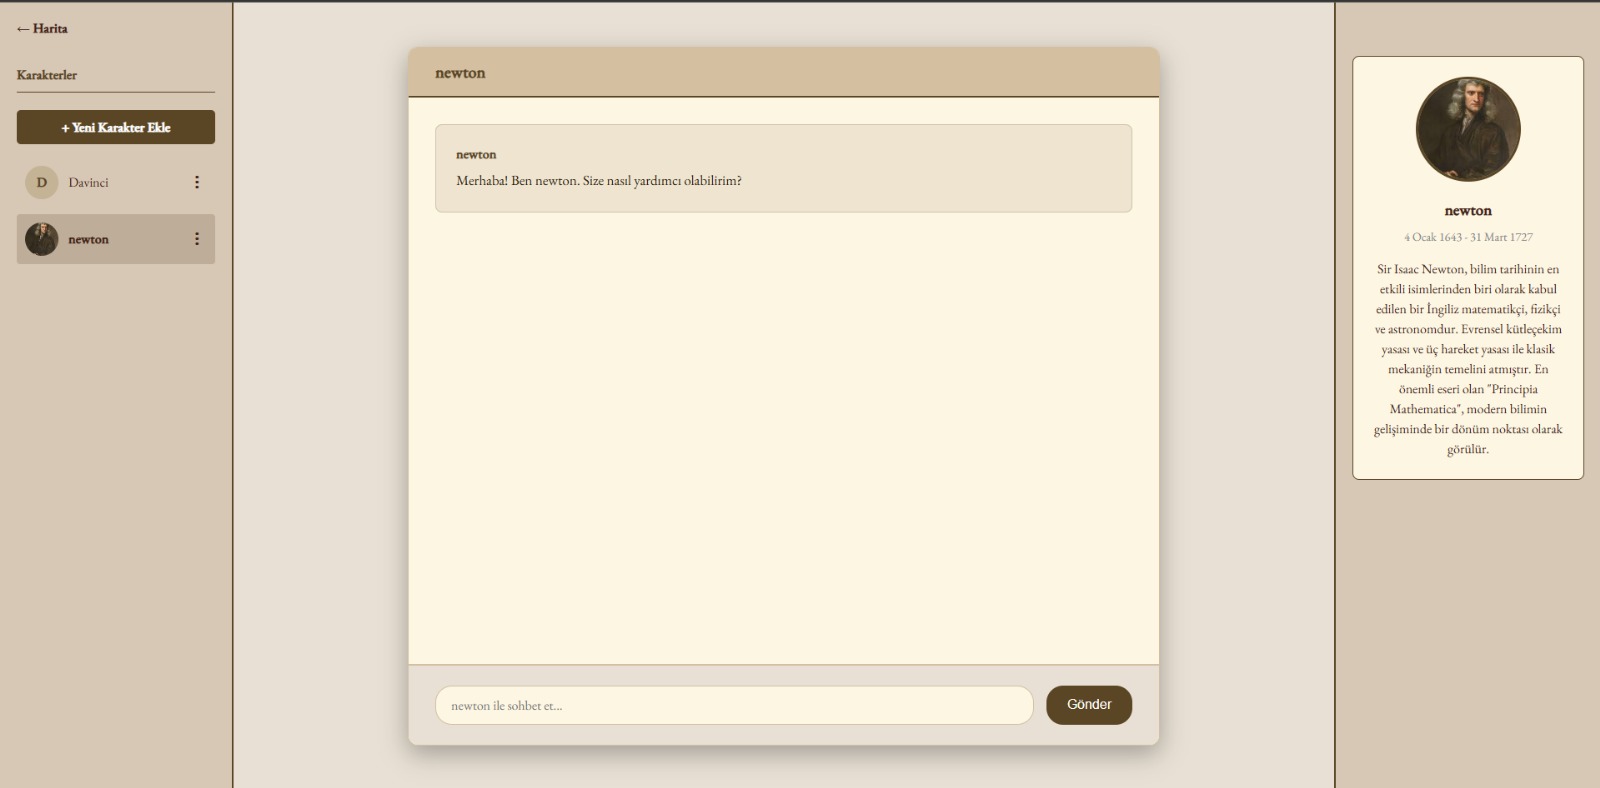 ← Harita
Karakterler
+ Yeni Karakter Ekle
D Davinci
newton
newton
newton
Merhaba! Ben newton. Size nasıl yardımcı olabilirim?
newton ile sohbet et...
Gönder
newton
4 Ocak 1643 - 31 Mart 1727
Sir Isaac Newton, bilim tarihinin en
etkili isimlerinden biri olarak kabul
edilen bir İngiliz matematikçi, fizikçi
ve astronomdur. Evrensel kütleçekim
yasası ve üç hareket yasası ile klasik
mekaniğin temelini atmıştır. En
önemli eseri olan "Principia
Mathematica", modern bilimin
gelişiminde bir dönüm noktası olarak
görülür.